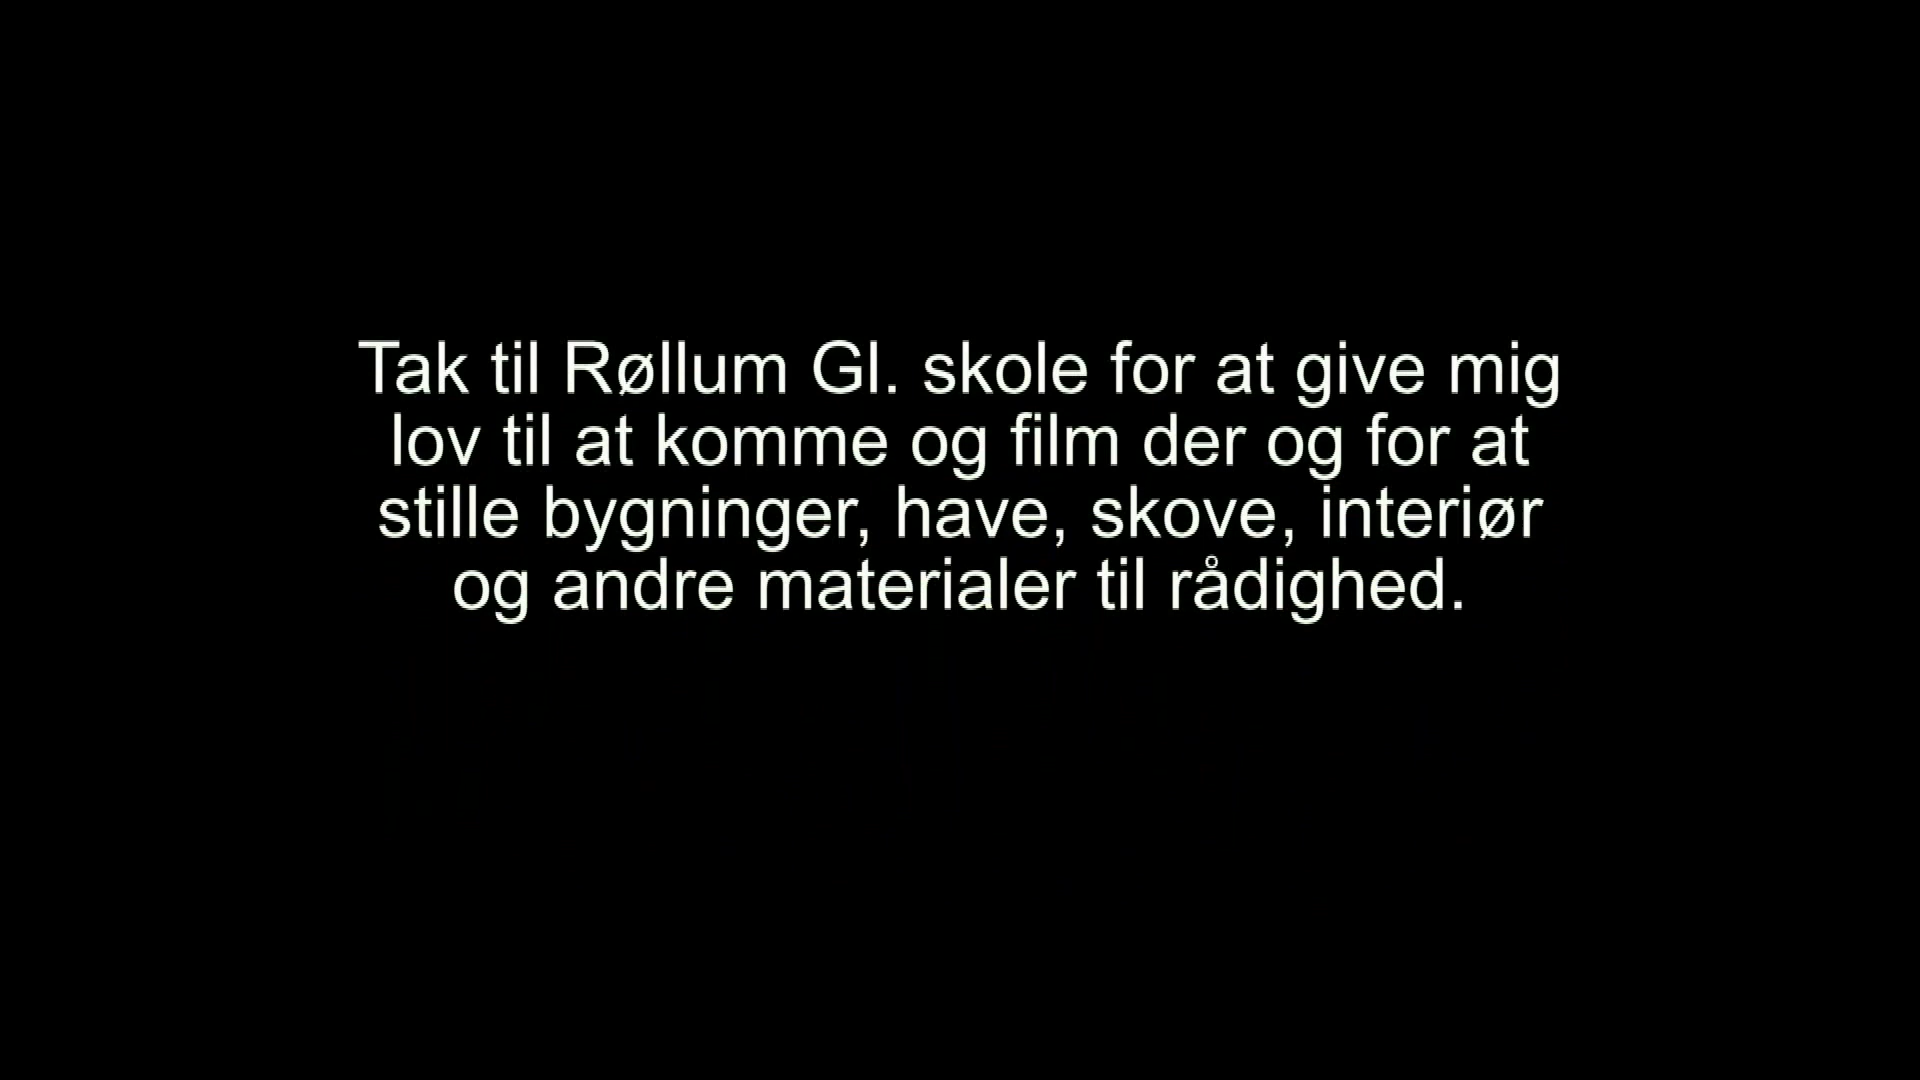 Tak til Røllum Gl. skole for at give mig
lov til at komme og film der og for at
stille bygninger, have, skove, interiør
og andre materialer til rådighed.